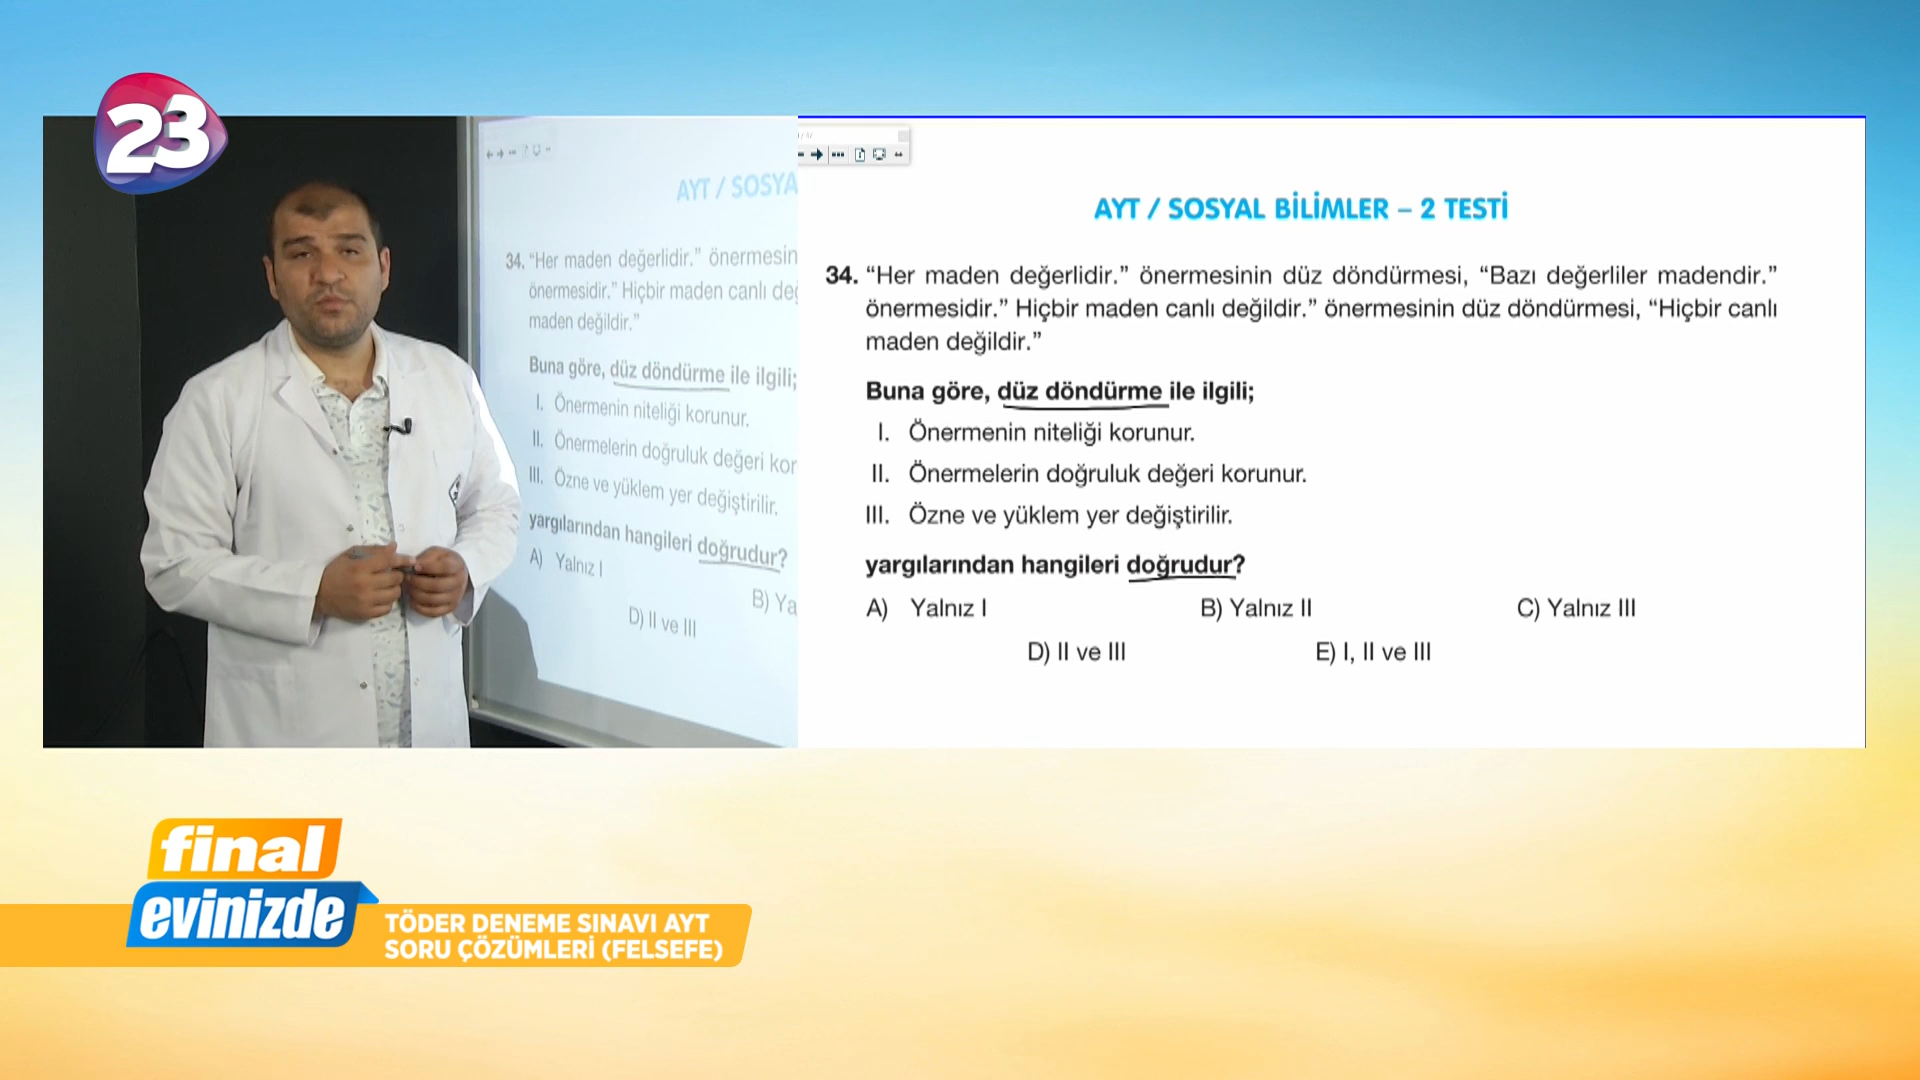 23
AYT / SOSYA
34. “Her maden değerlidir.” önermesin
önermesidir.” Hiçbir maden canlı değ
maden değildir.”
Buna göre, düz döndürme ile ilgili;
I. Önermenin niteliği korunur.
II. Önermelerin doğruluk değeri kor
III. Özne ve yüklem yer değiştirilir.
yargılarından hangileri doğrudur?
A) Yalnız I
B) Ya
D) II ve III
AYT / SOSYAL BİLİMLER – 2 TESTİ
34. “Her maden değerlidir.” önermesinin düz döndürmesi, “Bazı değerliler madendir.”
önermesidir.” Hiçbir maden canlı değildir.” önermesinin düz döndürmesi, “Hiçbir canlı
maden değildir.”
Buna göre, düz döndürme ile ilgili;
I. Önermenin niteliği korunur.
II. Önermelerin doğruluk değeri korunur.
III. Özne ve yüklem yer değiştirilir.
yargılarından hangileri doğrudur?
A) Yalnız I B) Yalnız II C) Yalnız III
D) II ve III E) I, II ve III
final
evinizde
TÖDER DENEME SINAVI AYT
SORU ÇÖZÜMLERİ (FELSEFE)